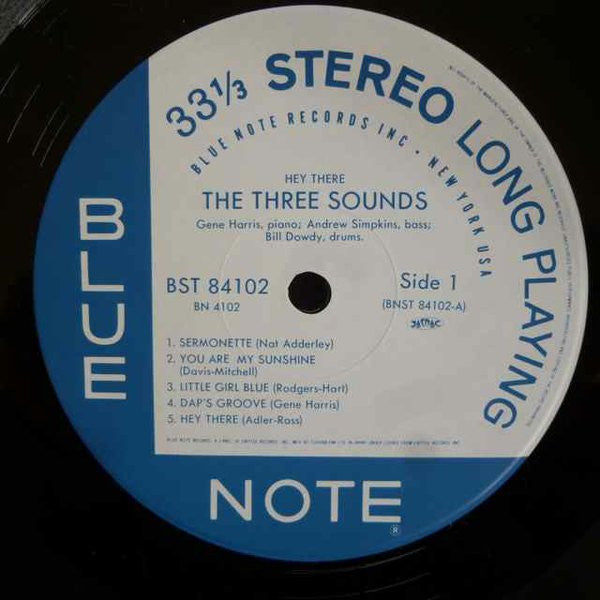 33⅓ STEREO LONG PLAYING
BLUE NOTE RECORDS INC · NEW YORK USA
HEY THERE
THE THREE SOUNDS
Gene Harris, piano; Andrew Simpkins, bass;
Bill Dowdy, drums.
BST 84102
BN 4102
Side 1
(BNST 84102-A)
1. SERMONETTE (Nat Adderley)
2. YOU ARE MY SUNSHINE
(Davis-Mitchell)
3. LITTLE GIRL BLUE (Rodgers-Hart)
4. DAP'S GROOVE (Gene Harris)
5. HEY THERE (Adler-Ross)
BLUE
NOTE
®